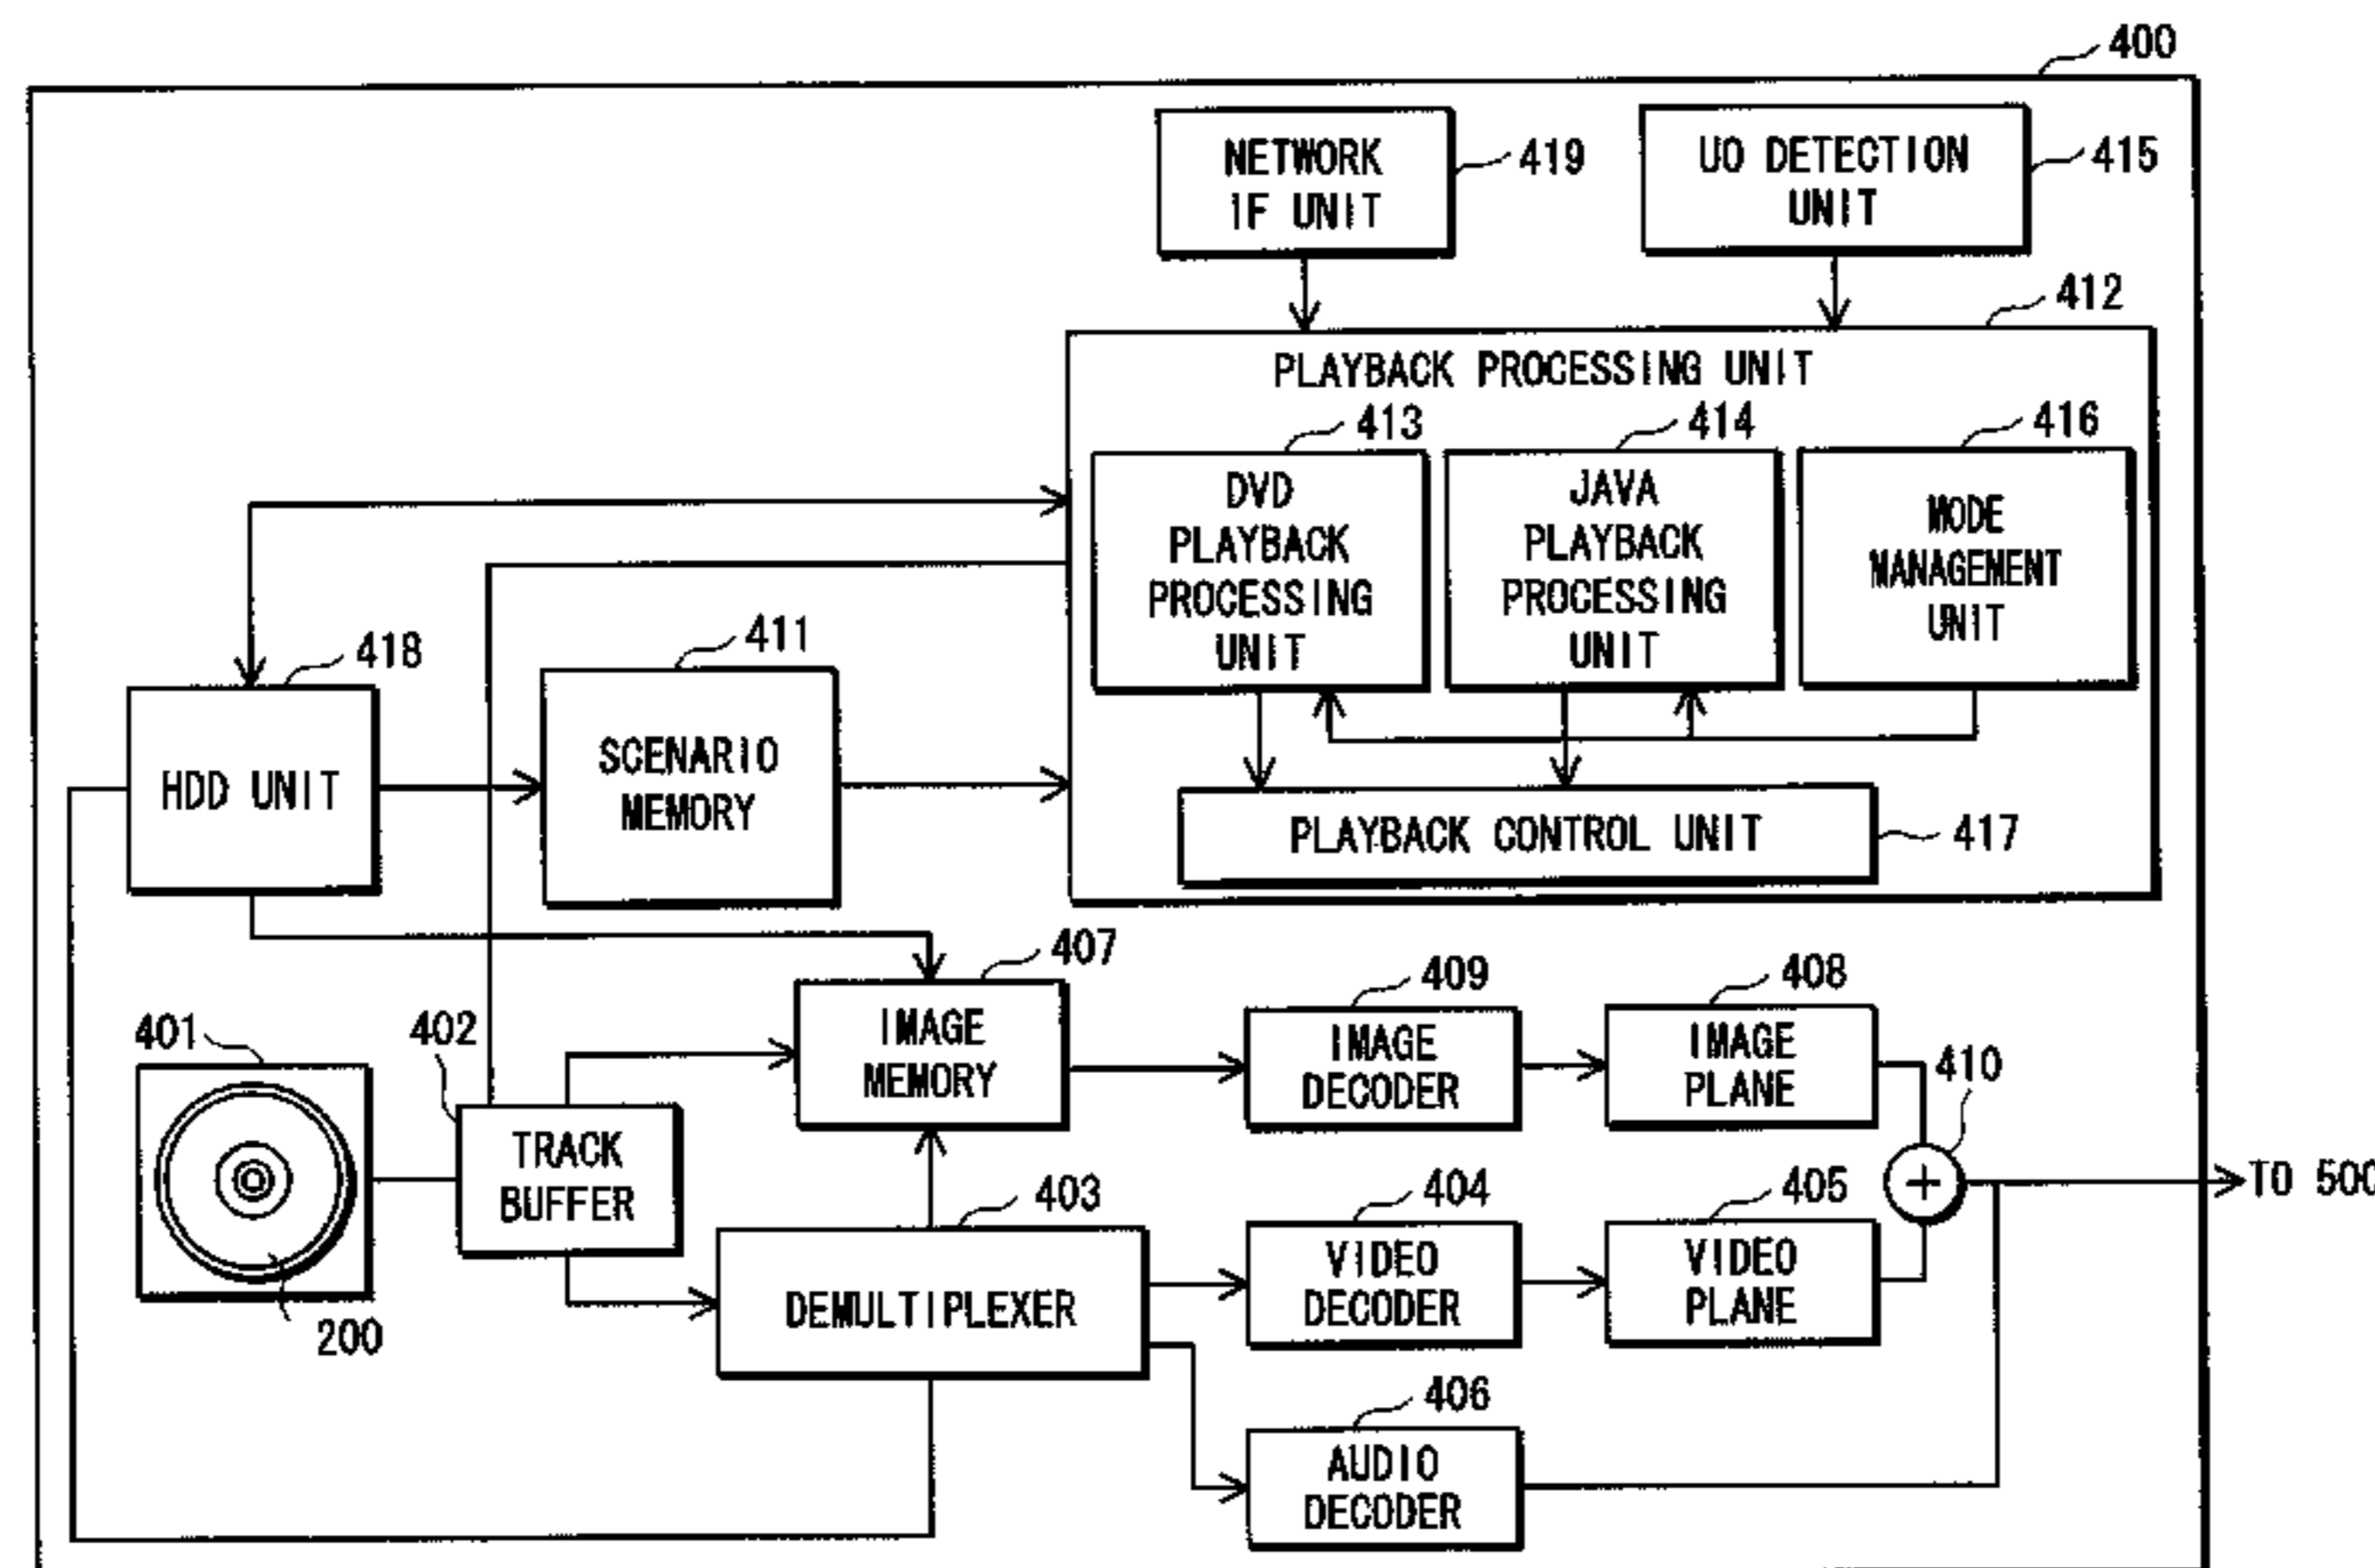 400
NETWORK
IF UNIT
419
UO DETECTION
UNIT
415
412
PLAYBACK PROCESSING UNIT
413
414
416
DVD
PLAYBACK
PROCESSING
UNIT
JAVA
PLAYBACK
PROCESSING
UNIT
MODE
MANAGEMENT
UNIT
418
411
HDD UNIT
SCENARIO
MEMORY
PLAYBACK CONTROL UNIT
417
407
409
408
401
402
IMAGE
MEMORY
IMAGE
DECODER
IMAGE
PLANE
410
TRACK
BUFFER
403
404
405
TO 500
200
DEMULTIPLEXER
VIDEO
DECODER
VIDEO
PLANE
406
AUDIO
DECODER